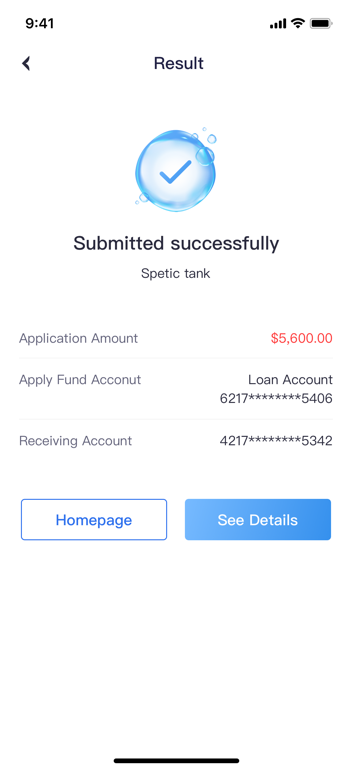 9:41
Result
Submitted successfully
Spetic tank
Application Amount $5,600.00
Apply Fund Acconut Loan Account
6217********5406
Receiving Account 4217********5342
Homepage See Details